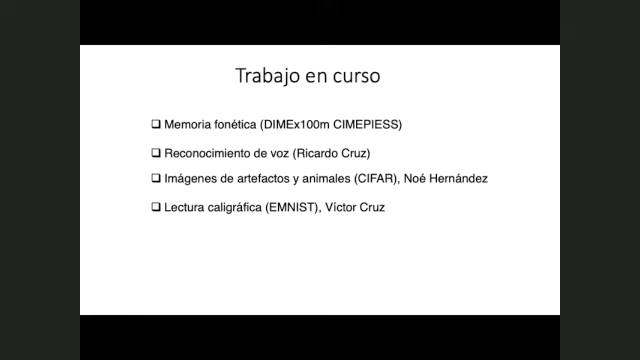 Trabajo en curso
Memoria fonética (DIMEx100m CIMEPIESS)
Reconocimiento de voz (Ricardo Cruz)
Imágenes de artefactos y animales (CIFAR), Noé Hernández
Lectura caligráfica (EMNIST), Víctor Cruz